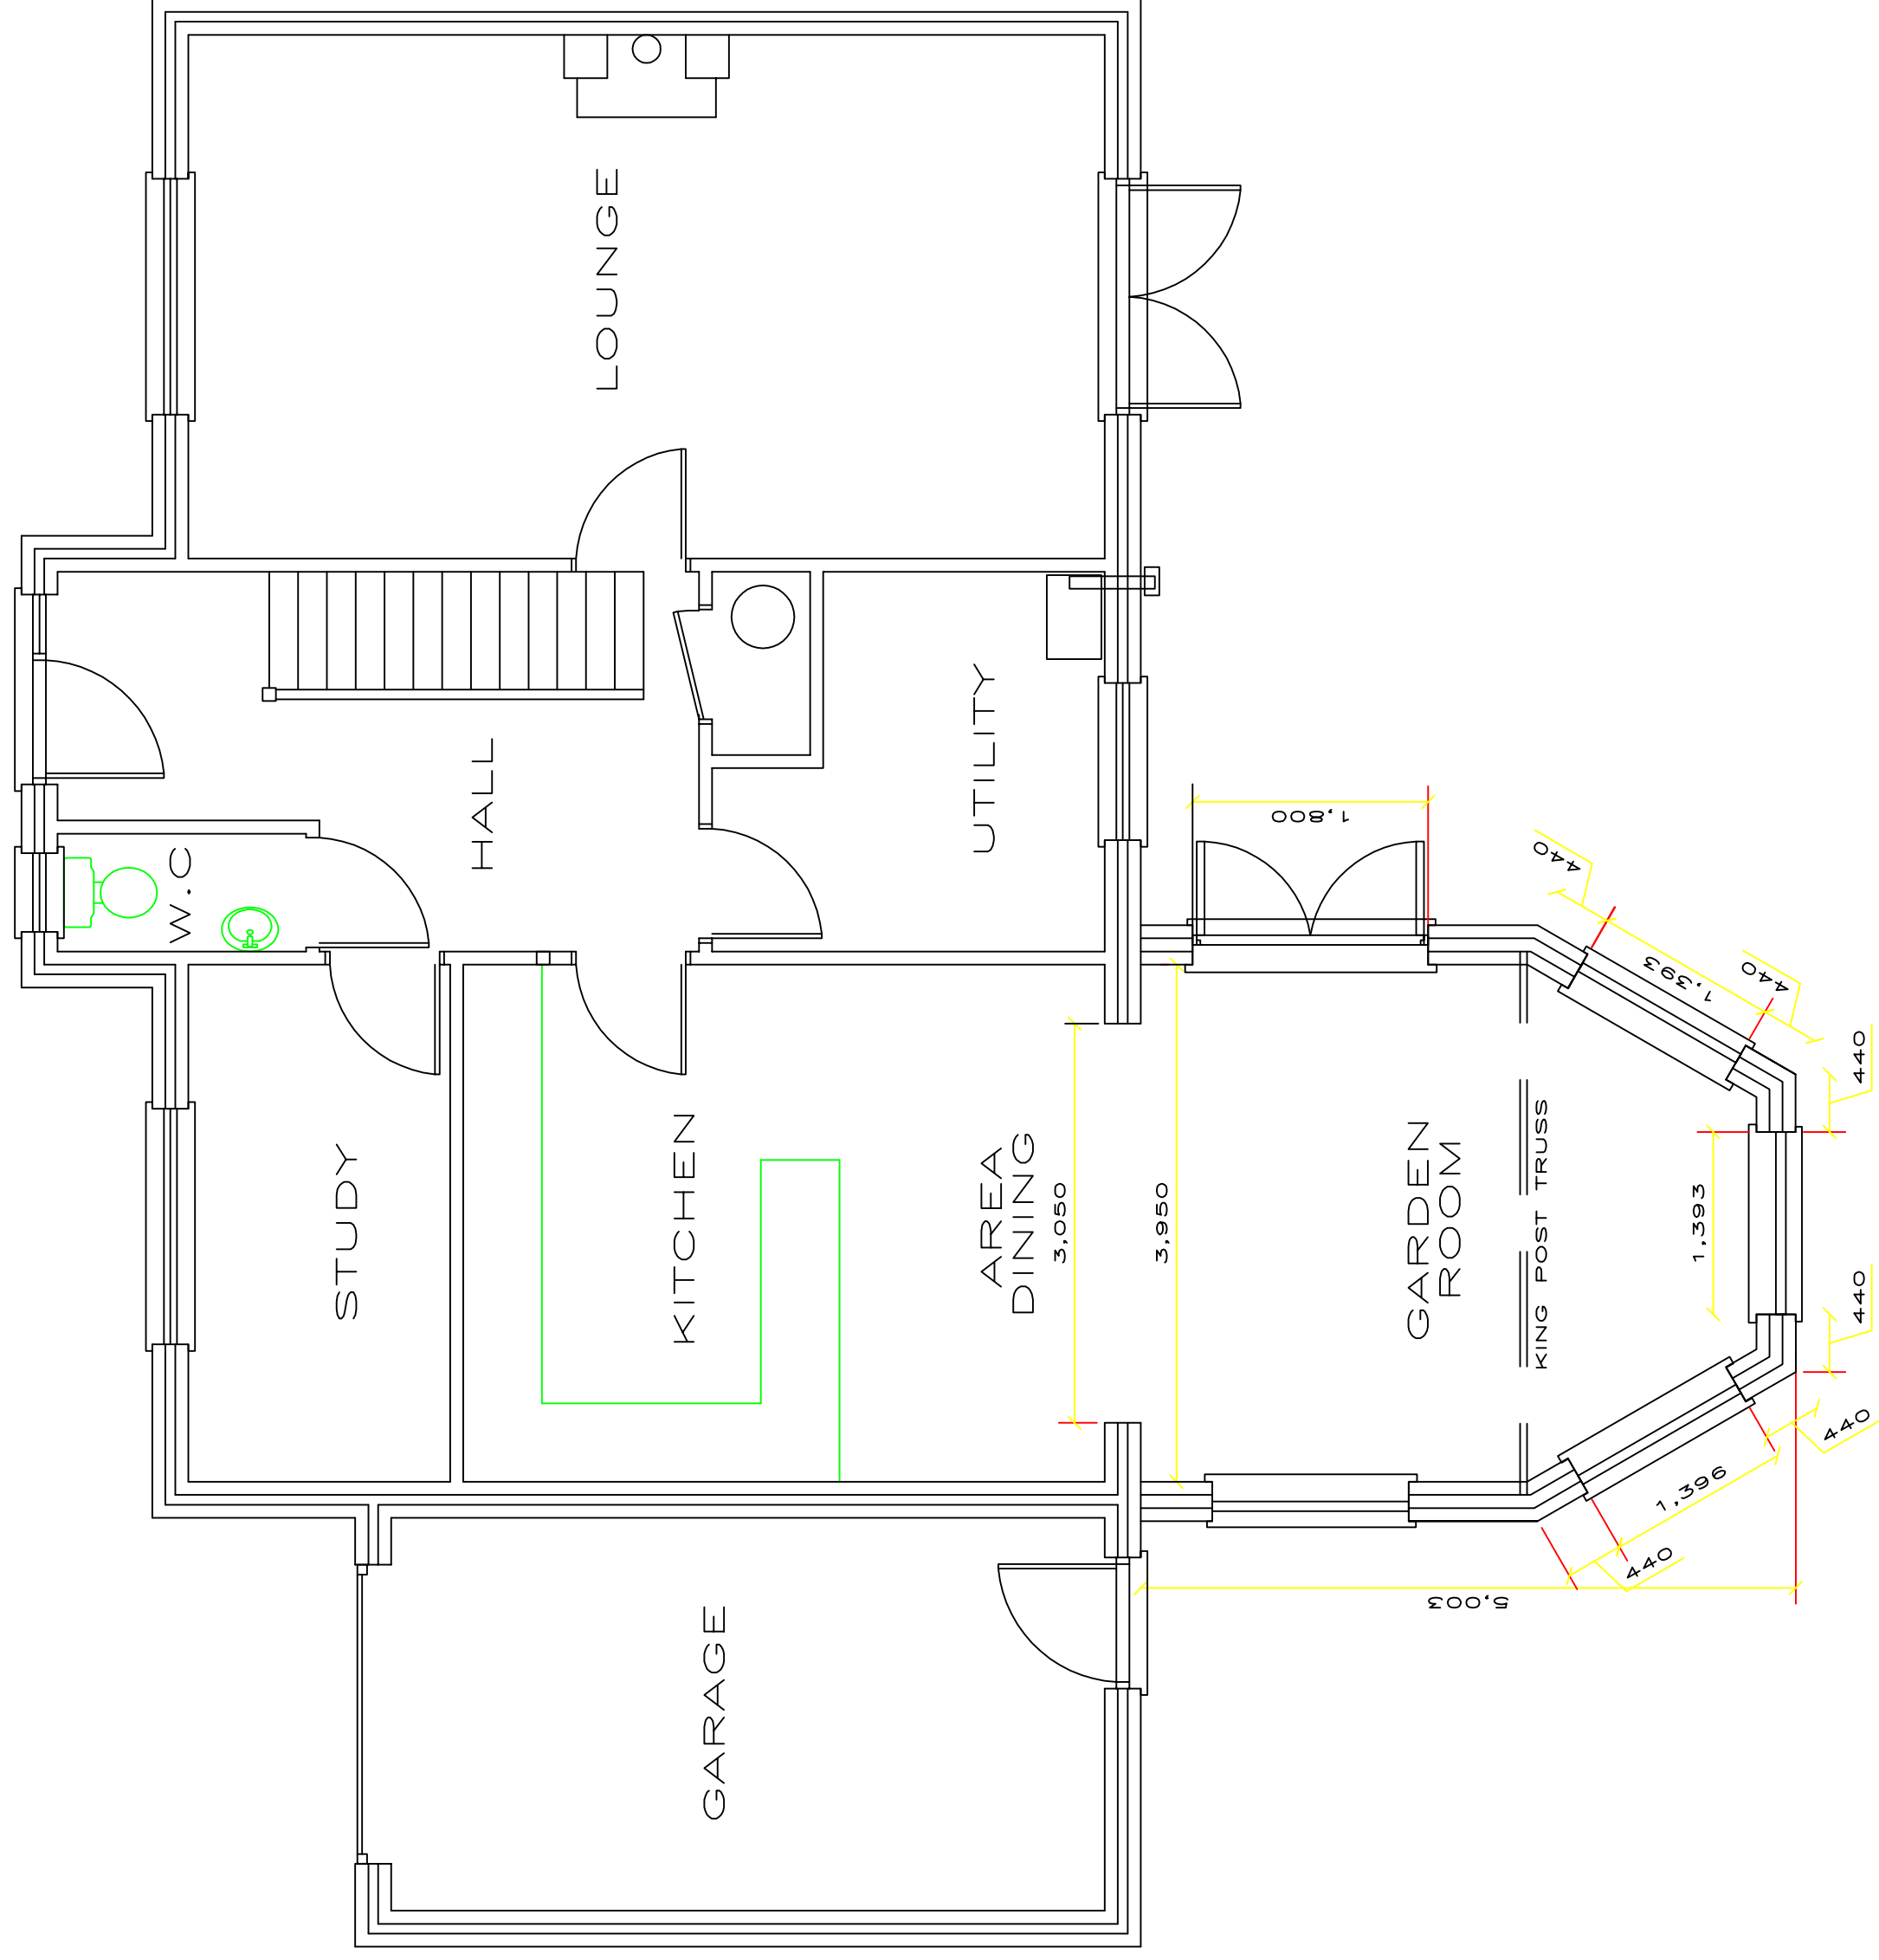 LOUNGE
HALL
W.C
UTILITY
STUDY
KITCHEN
AREA
DINING
GARAGE
GARDEN
ROOM
KING POST TRUSS
3,050
3,950
1,800
440
1,393
440
440
1,393
440
440
1,396
440
5,003